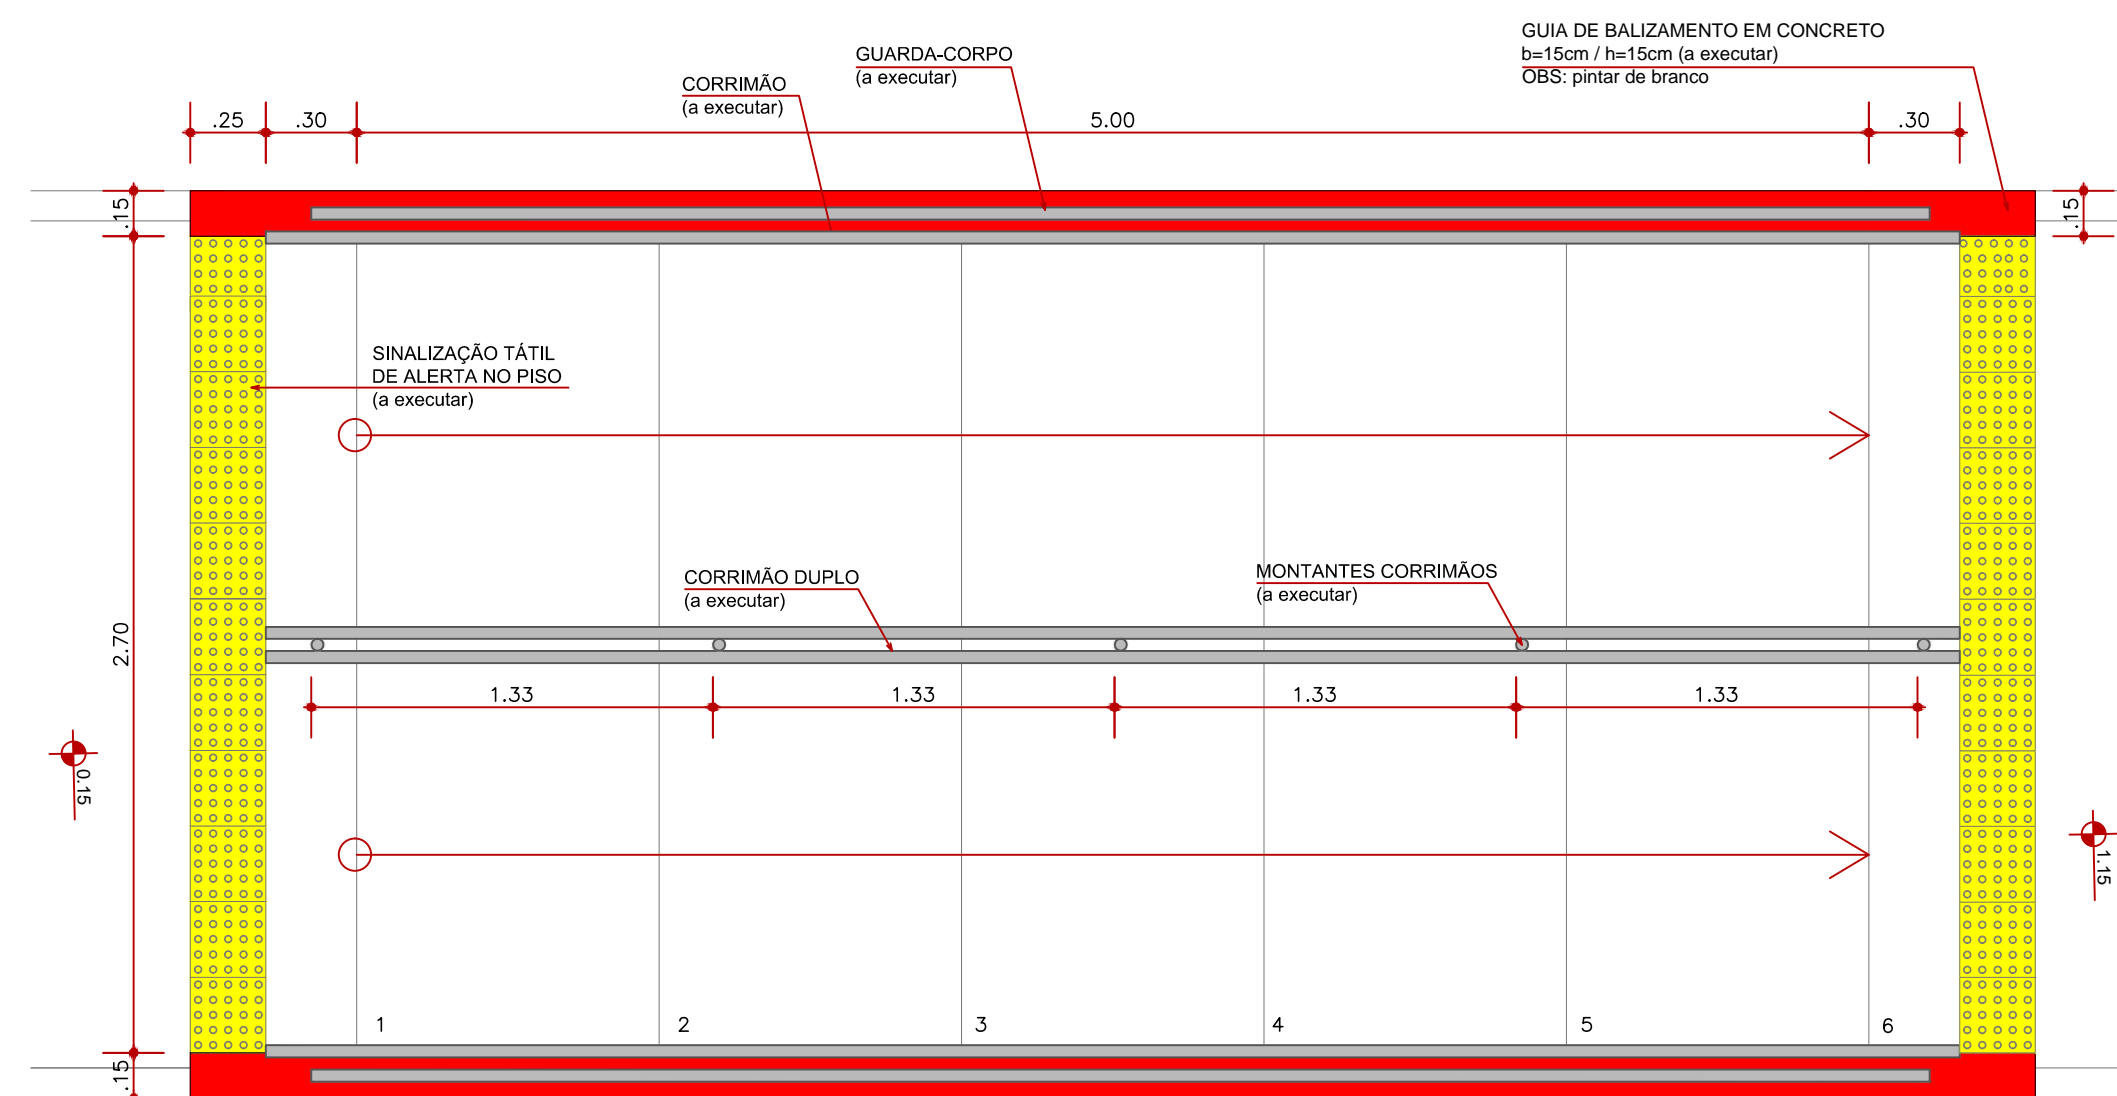 GUIA DE BALIZAMENTO EM CONCRETO
b=15cm / h=15cm (a executar)
OBS: pintar de branco
GUARDA-CORPO
(a executar)
CORRIMÃO
(a executar)
.25
.30
5.00
.30
.15
.15
SINALIZAÇÃO TÁTIL
DE ALERTA NO PISO
(a executar)
CORRIMÃO DUPLO
(a executar)
MONTANTES CORRIMÃOS
(a executar)
2.70
1.33
1.33
1.33
1.33
0.15
1.15
1
2
3
4
5
6
.15